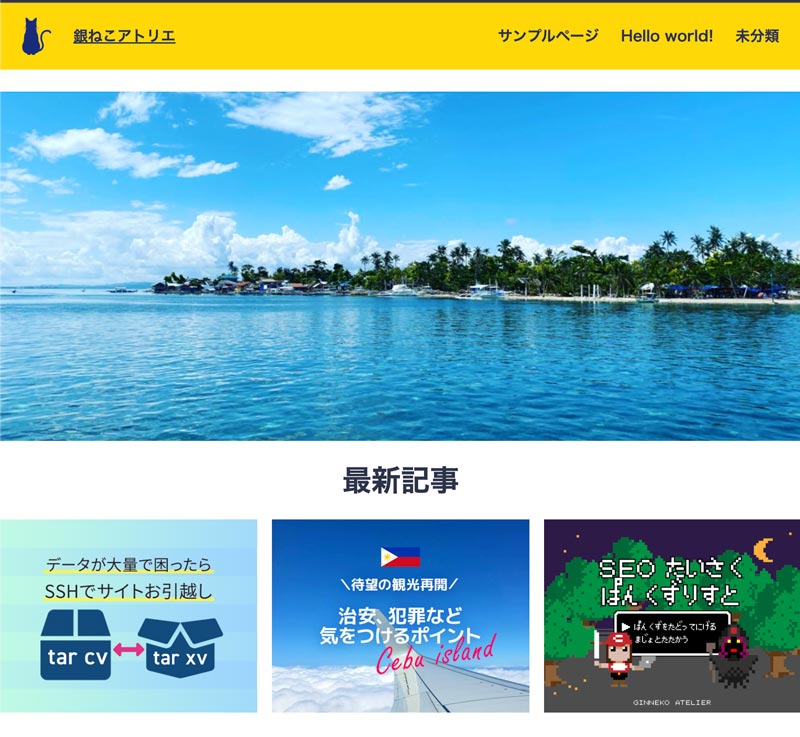 銀ねこアトリエ
サンプルページ Hello world! 未分類
最新記事
データが大量で困ったら
SSHでサイトお引越し
tar cv
tar xv
\待望の観光再開/
治安、犯罪など
気をつけるポイント
Cebu island
SEO たいさく
ぱんくずりすと
▶ ぱんくずをたどってにげる
まじょとたたかう
GINNEKO ATELIER